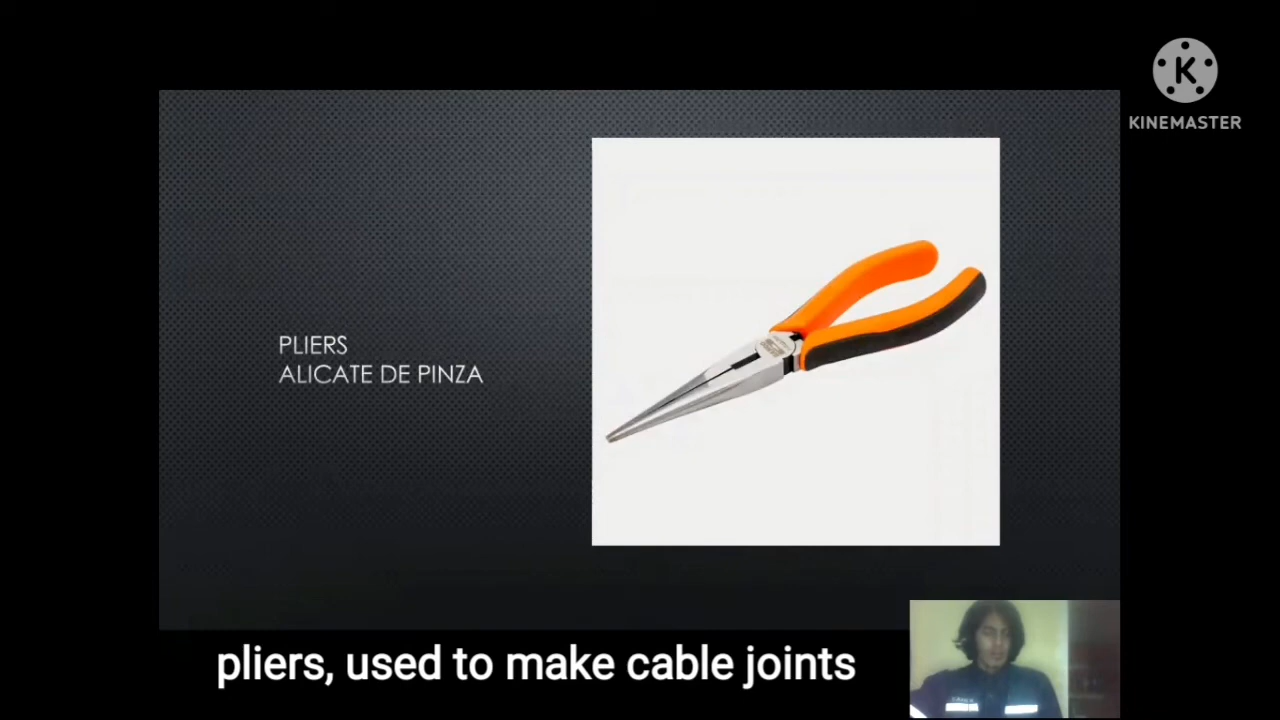 K
KINEMASTER
PLIERS
ALICATE DE PINZA
pliers, used to make cable joints